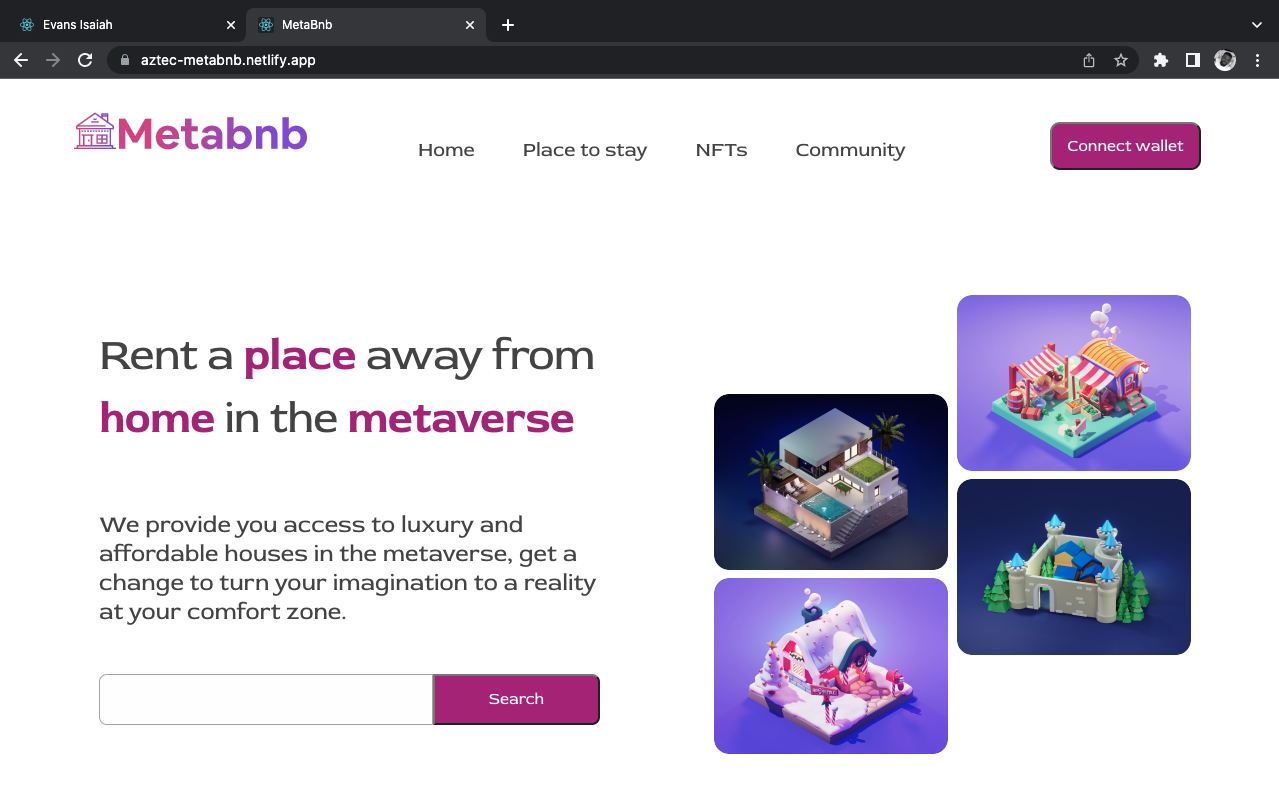 Evans Isaiah
MetaBnb
aztec-metabnb.netlify.app
Metabnb
Home
Place to stay
NFTs
Community
Connect wallet
Rent a place away from
home in the metaverse
We provide you access to luxury and
affordable houses in the metaverse, get a
change to turn your imagination to a reality
at your comfort zone.
Search